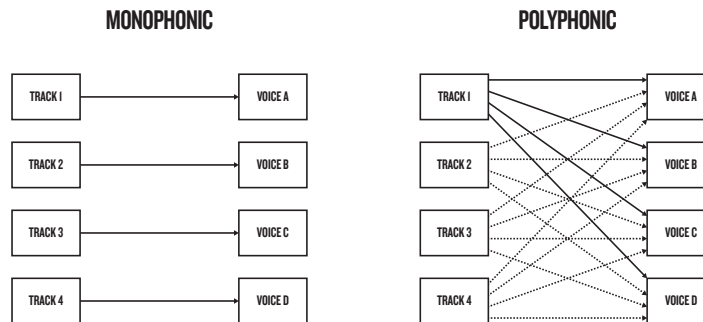 MONOPHONIC
TRACK 1
VOICE A
TRACK 2
VOICE B
TRACK 3
VOICE C
TRACK 4
VOICE D
POLYPHONIC
TRACK 1
VOICE A
TRACK 2
VOICE B
TRACK 3
VOICE C
TRACK 4
VOICE D